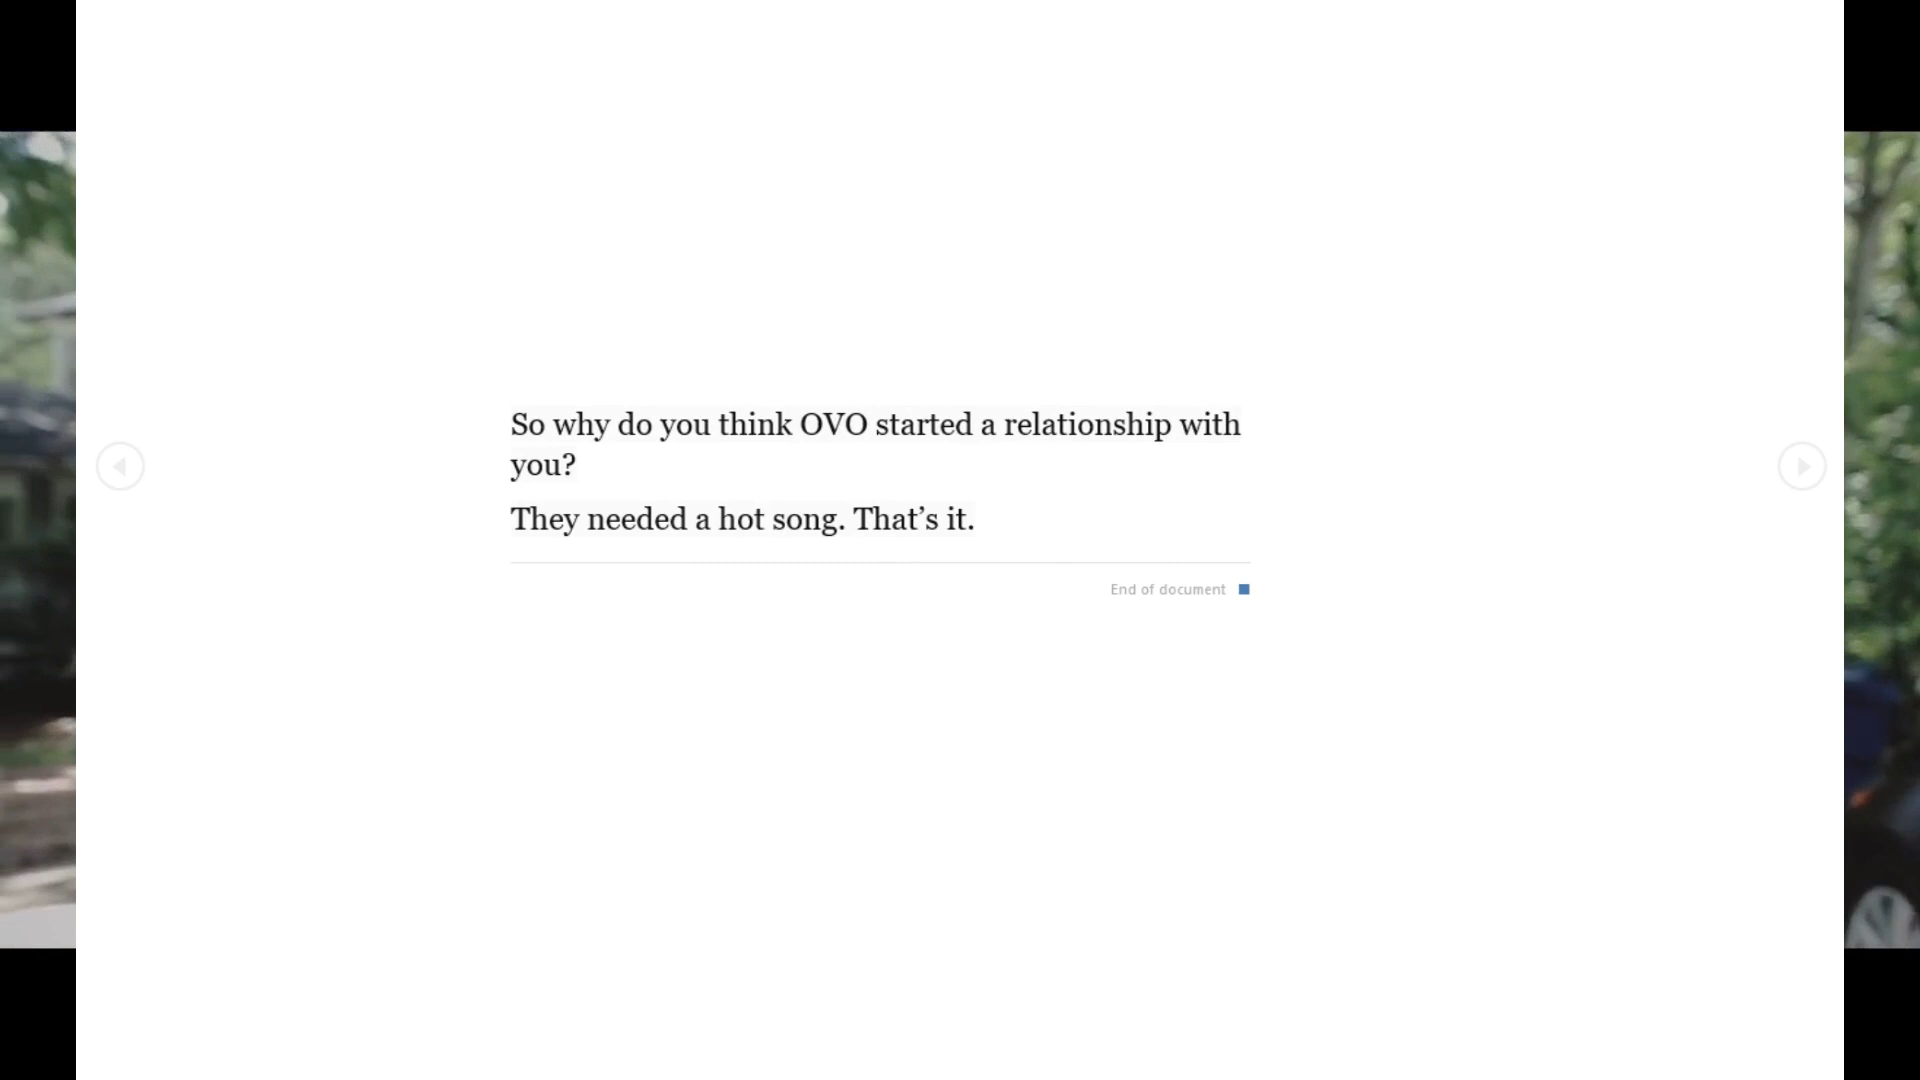 So why do you think OVO started a relationship with
you?
They needed a hot song. That’s it.
End of document